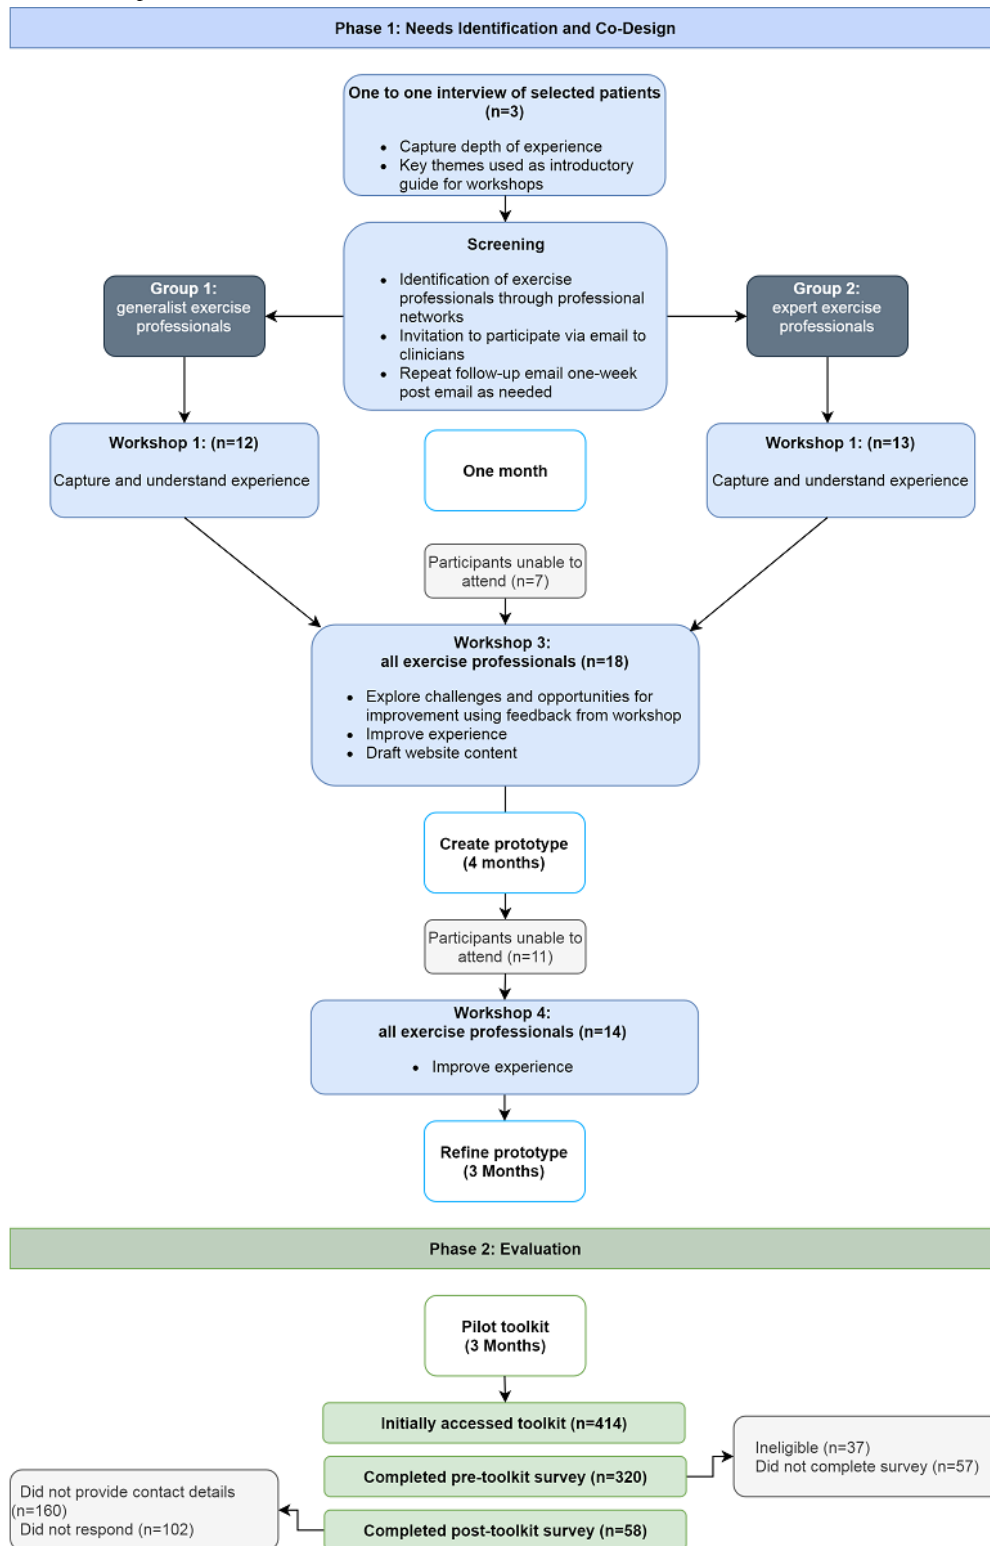 Phase 1: Needs Identification and Co-Design
One to one interview of selected patients
(n=3)
Capture depth of experience
Key themes used as introductory
guide for workshops
Screening
Identification of exercise
professionals through professional
networks
Invitation to participate via email to
clinicians
Repeat follow-up email one-week
post email as needed
Group 1:
generalist exercise
professionals
Group 2:
expert exercise
professionals
Workshop 1: (n=12)
Capture and understand experience
One month
Workshop 1: (n=13)
Capture and understand experience
Participants unable to
attend (n=7)
Workshop 3:
all exercise professionals (n=18)
Explore challenges and opportunities for
improvement using feedback from workshop
Improve experience
Draft website content
Create prototype
(4 months)
Participants unable to
attend (n=11)
Workshop 4:
all exercise professionals (n=14)
Improve experience
Refine prototype
(3 Months)
Phase 2: Evaluation
Pilot toolkit
(3 Months)
Initially accessed toolkit (n=414)
Completed pre-toolkit survey (n=320)
Ineligible (n=37)
Did not complete survey (n=57)
Did not provide contact details
(n=160)
Did not respond (n=102)
Completed post-toolkit survey (n=58)